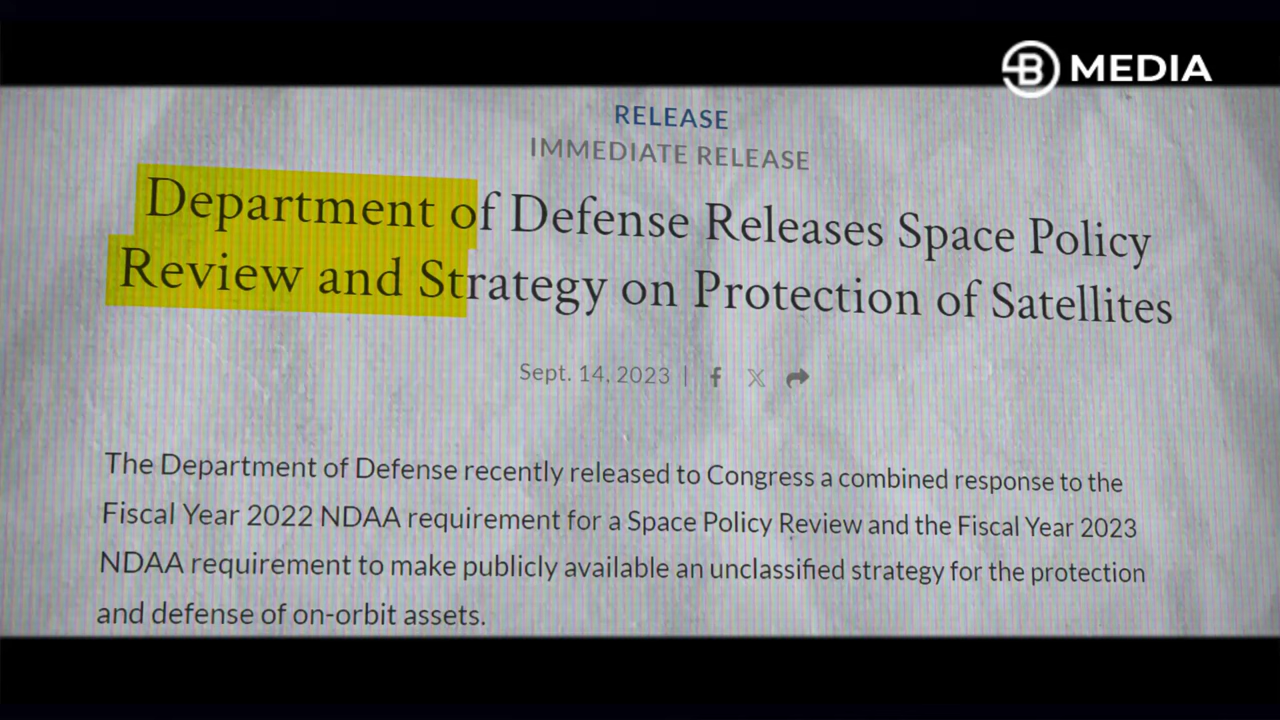 B MEDIA
RELEASE
IMMEDIATE RELEASE
Department of Defense Releases Space Policy
Review and Strategy on Protection of Satellites
Sept. 14, 2023 |
The Department of Defense recently released to Congress a combined response to the
Fiscal Year 2022 NDAA requirement for a Space Policy Review and the Fiscal Year 2023
NDAA requirement to make publicly available an unclassified strategy for the protection
and defense of on-orbit assets.